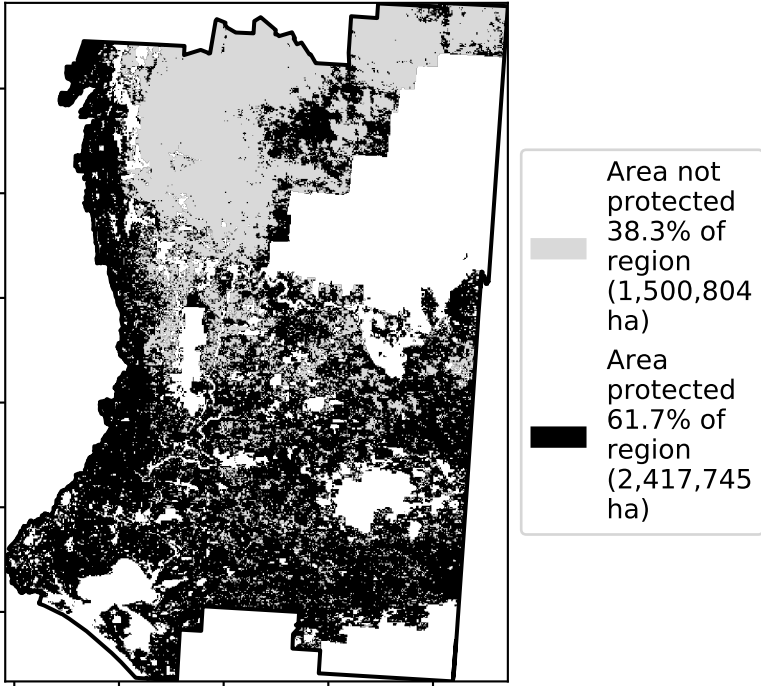 Area not
protected
38.3% of
region
(1,500,804
ha)
Area
protected
61.7% of
region
(2,417,745
ha)